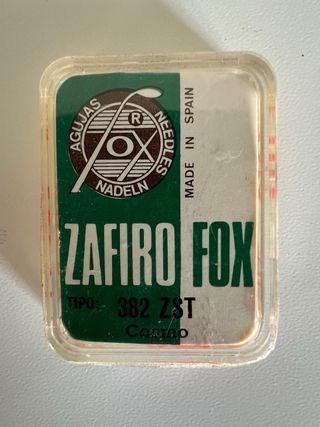 AGUJAS NEEDLES NADELN
FOX ®
MADE IN SPAIN
ZAFIRO FOX
TIPO: 382 ZST